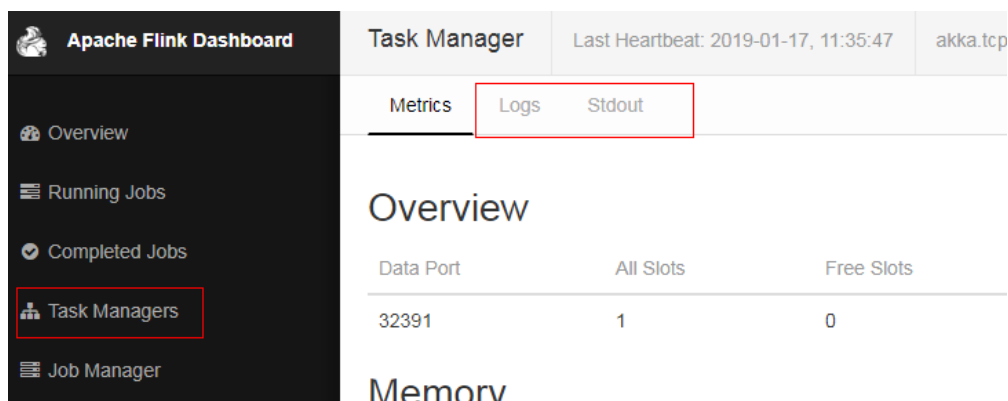 Apache Flink Dashboard
Overview
Running Jobs
Completed Jobs
Task Managers
Job Manager
Task Manager Last Heartbeat: 2019-01-17, 11:35:47 akka.tcp
Metrics Logs Stdout
Overview
Data Port All Slots Free Slots
32391 1 0
Memory